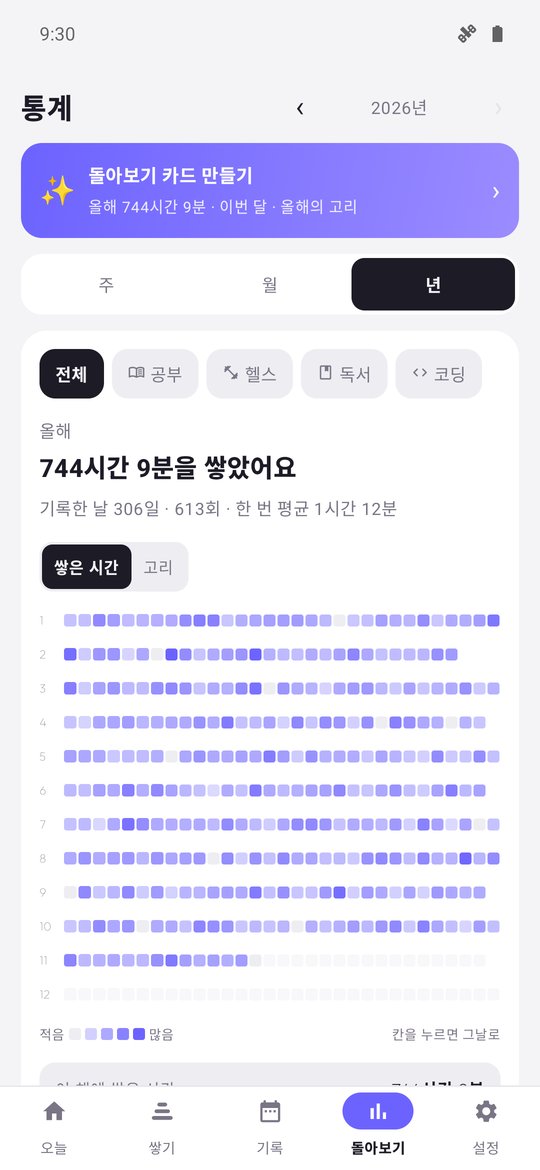 9:30
통계
‹ 2026년 ›
돌아보기 카드 만들기
올해 744시간 9분 · 이번 달 · 올해의 고리
›
주 월 년
전체 공부 헬스 독서 코딩
올해
744시간 9분을 쌓았어요
기록한 날 306일 · 613회 · 한 번 평균 1시간 12분
쌓은 시간 고리
1
2
3
4
5
6
7
8
9
10
11
12
적음 많음 칸을 누르면 그날로
오늘 쌓기 기록 돌아보기 설정